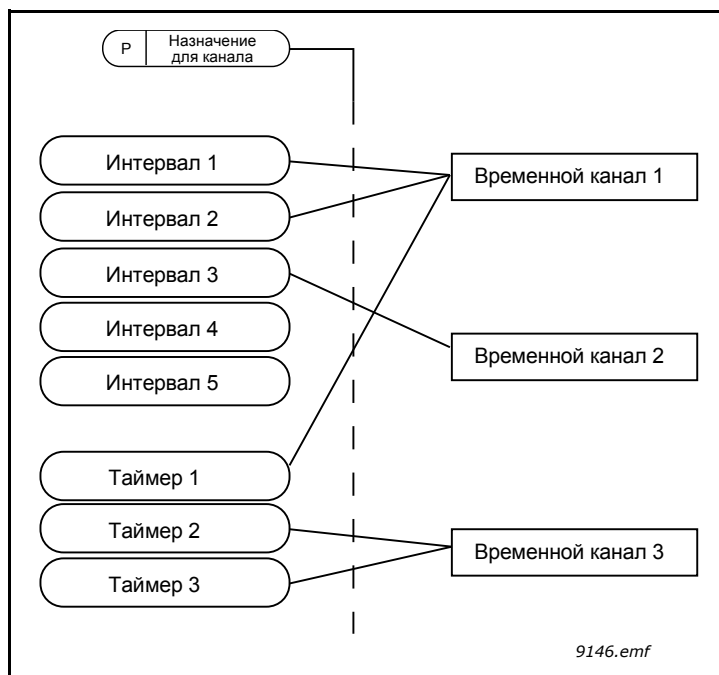 P
Назначение
для канала
Интервал 1
Интервал 2
Интервал 3
Интервал 4
Интервал 5
Таймер 1
Таймер 2
Таймер 3
Временной канал 1
Временной канал 2
Временной канал 3
9146.emf